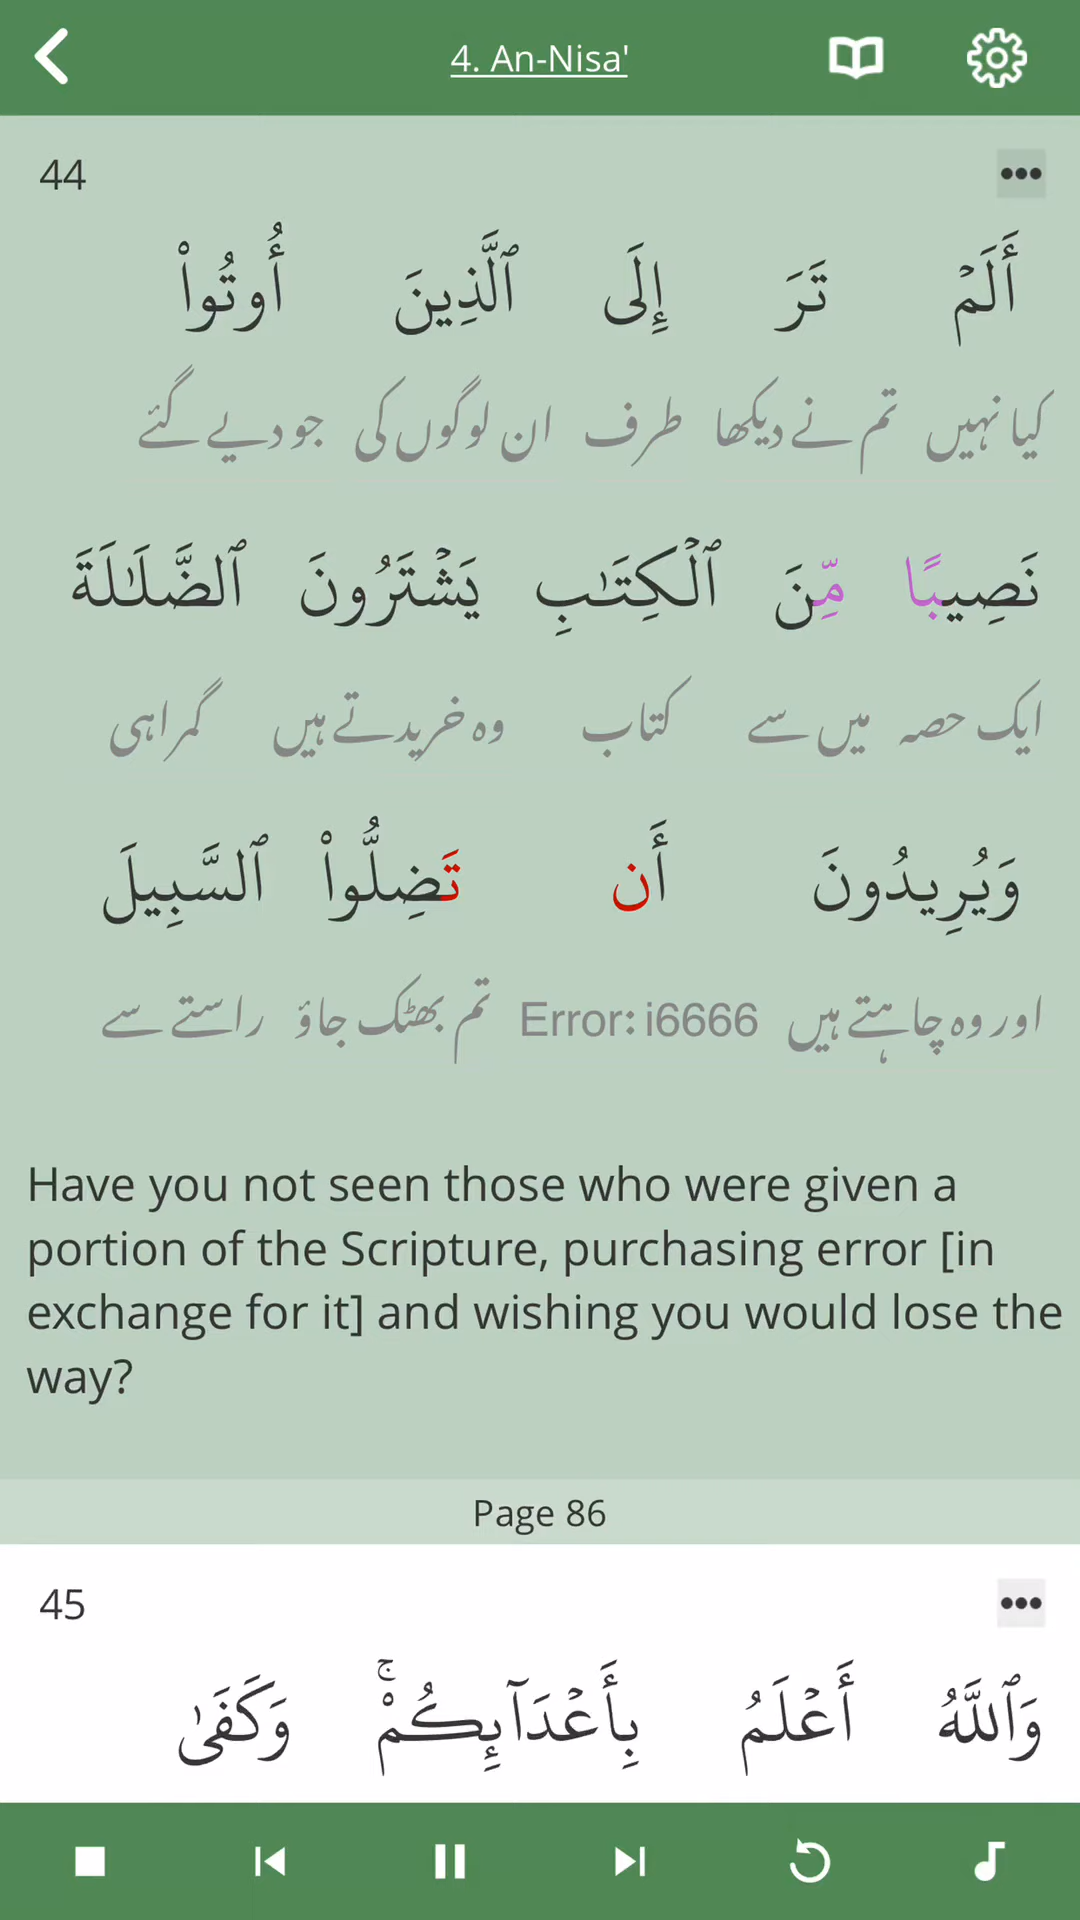 4. An-Nisa'
44
أَلَمۡ تَرَ إِلَى ٱلَّذِينَ أُوتُواْ
کیا نہیں تم نے دیکھا طرف ان لوگوں کی جو دیے گئے
نَصِيبًا مِّنَ ٱلۡكِتَٰبِ يَشۡتَرُونَ ٱلضَّلَٰلَةَ
ایک حصہ میں سے کتاب وہ خریدتے ہیں گمراہی
وَيُرِيدُونَ أَن تَضِلُّواْ ٱلسَّبِيلَ
اور وہ چاہتے ہیں Error: i6666 تم بھٹک جاؤ راستے سے
Have you not seen those who were given a
portion of the Scripture, purchasing error [in
exchange for it] and wishing you would lose the
way?
Page 86
45
وَٱللَّهُ أَعۡلَمُ بِأَعۡدَآئِكُمۡۚ وَكَفَىٰ